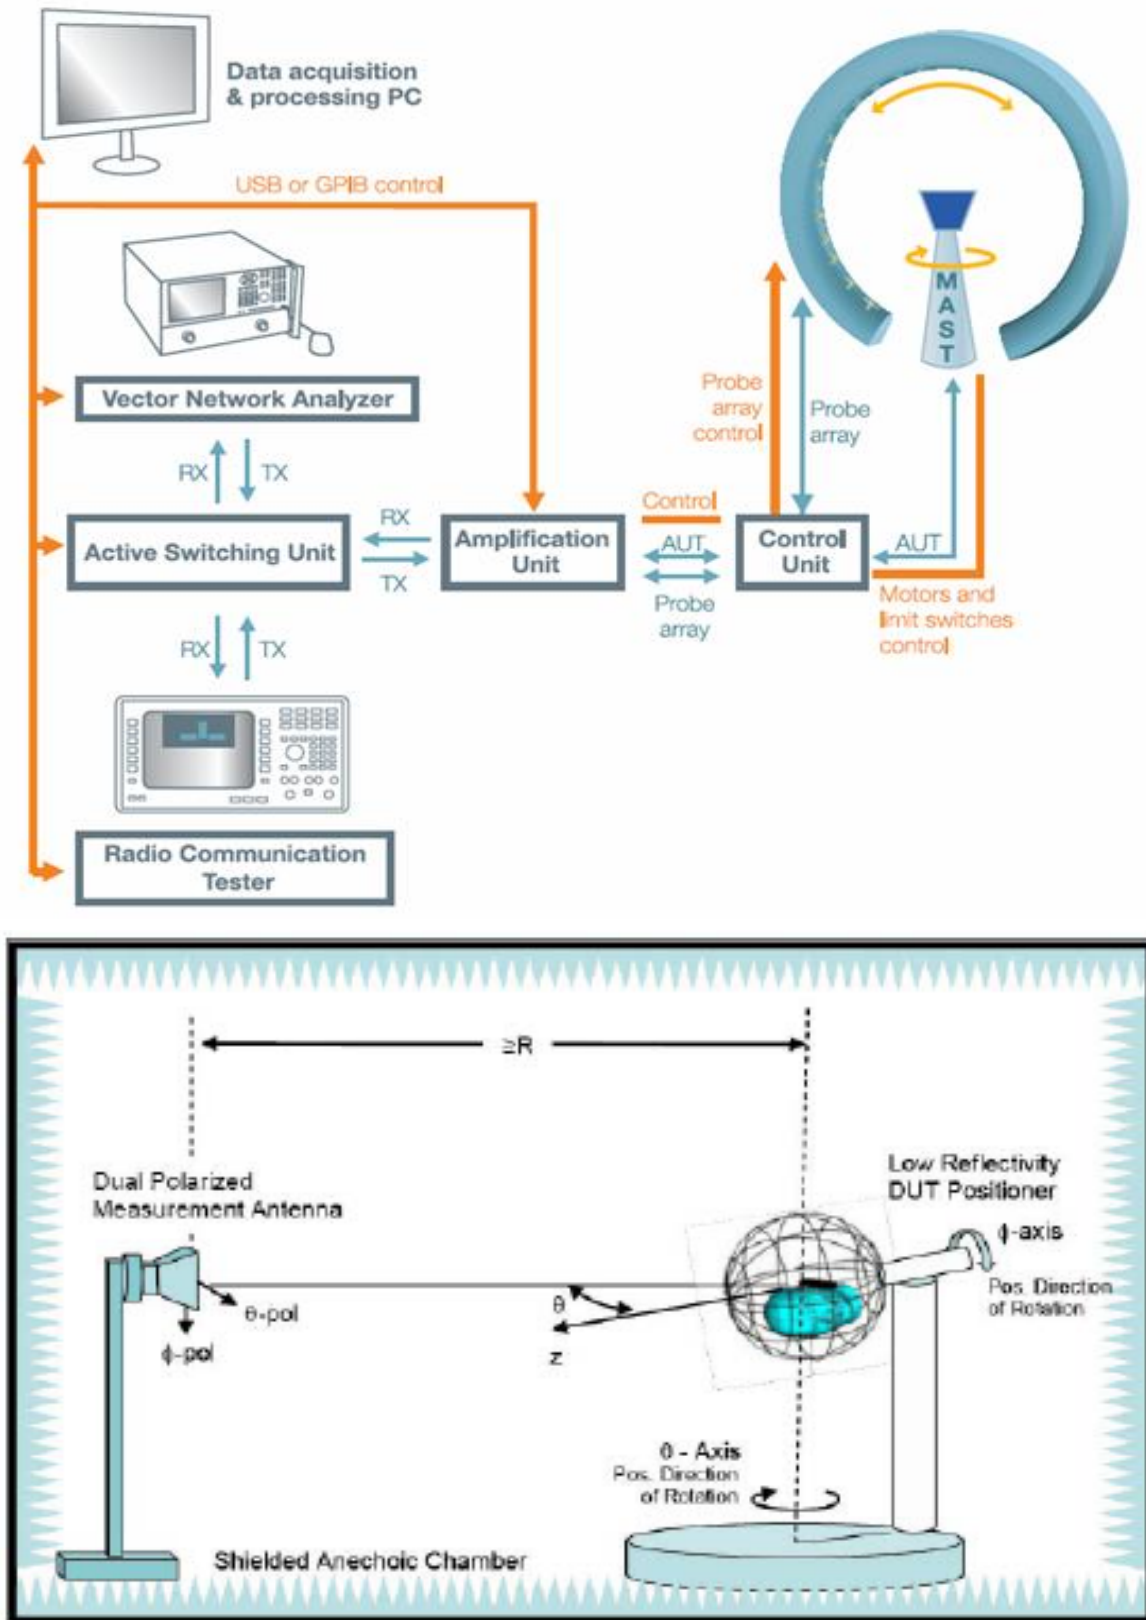 Data acquisition
& processing PC
USB or GPIB control
Vector Network Analyzer
RX
TX
Active Switching Unit
RX
TX
Amplification
Unit
Control
AUT
Probe
array
Control
Unit
Probe
array
control
Probe
array
MAST
AUT
Motors and
limit switches
control
RX
TX
Radio Communication
Tester
≧R
Dual Polarized
Measurement Antenna
Low Reflectivity
DUT Positioner
ϕ-axis
Pos. Direction
of Rotation
θ-pol
ϕ-pol
θ
z
θ - Axis
Pos. Direction
of Rotation
Shielded Anechoic Chamber